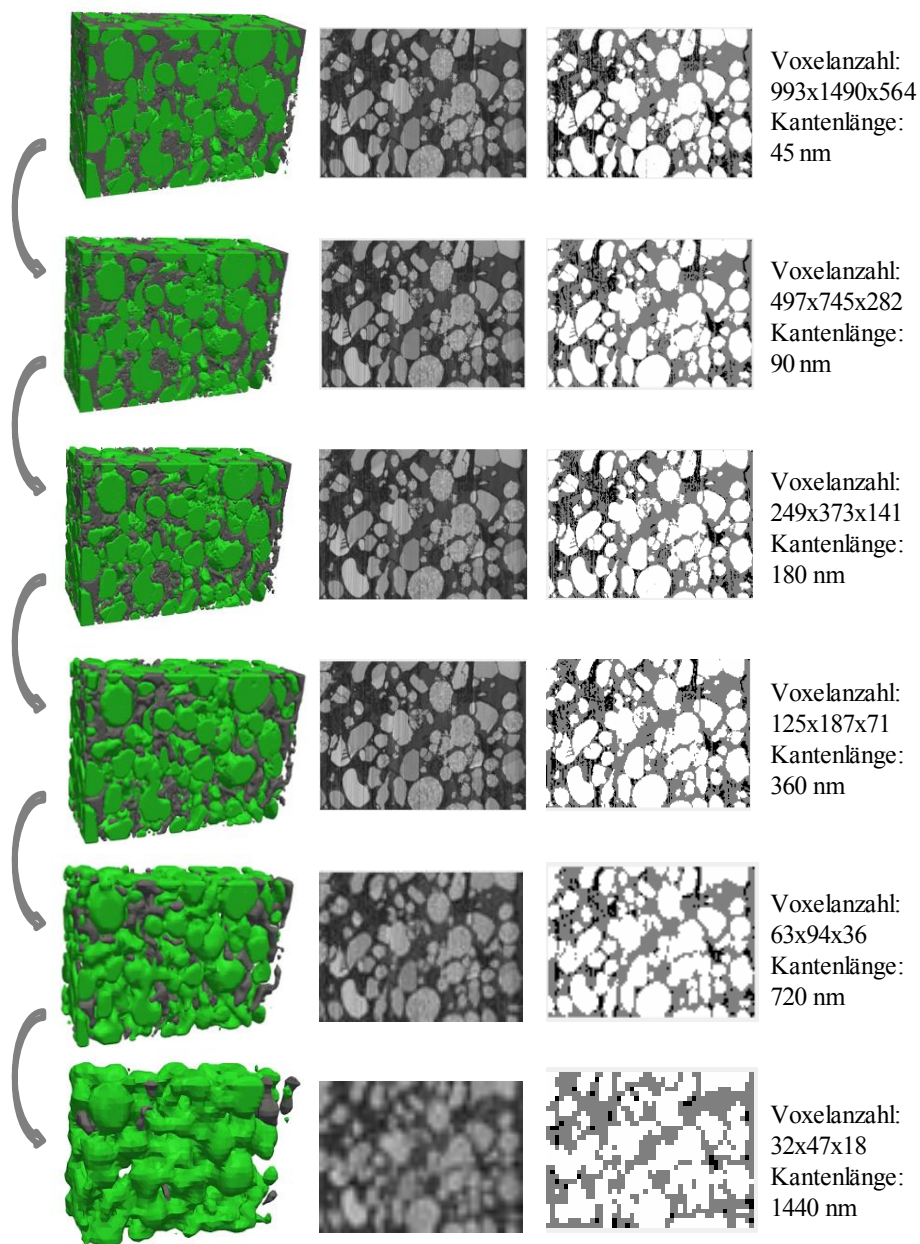 Voxelanzahl:
993x1490x564
Kantenlänge:
45 nm
Voxelanzahl:
497x745x282
Kantenlänge:
90 nm
Voxelanzahl:
249x373x141
Kantenlänge:
180 nm
Voxelanzahl:
125x187x71
Kantenlänge:
360 nm
Voxelanzahl:
63x94x36
Kantenlänge:
720 nm
Voxelanzahl:
32x47x18
Kantenlänge:
1440 nm